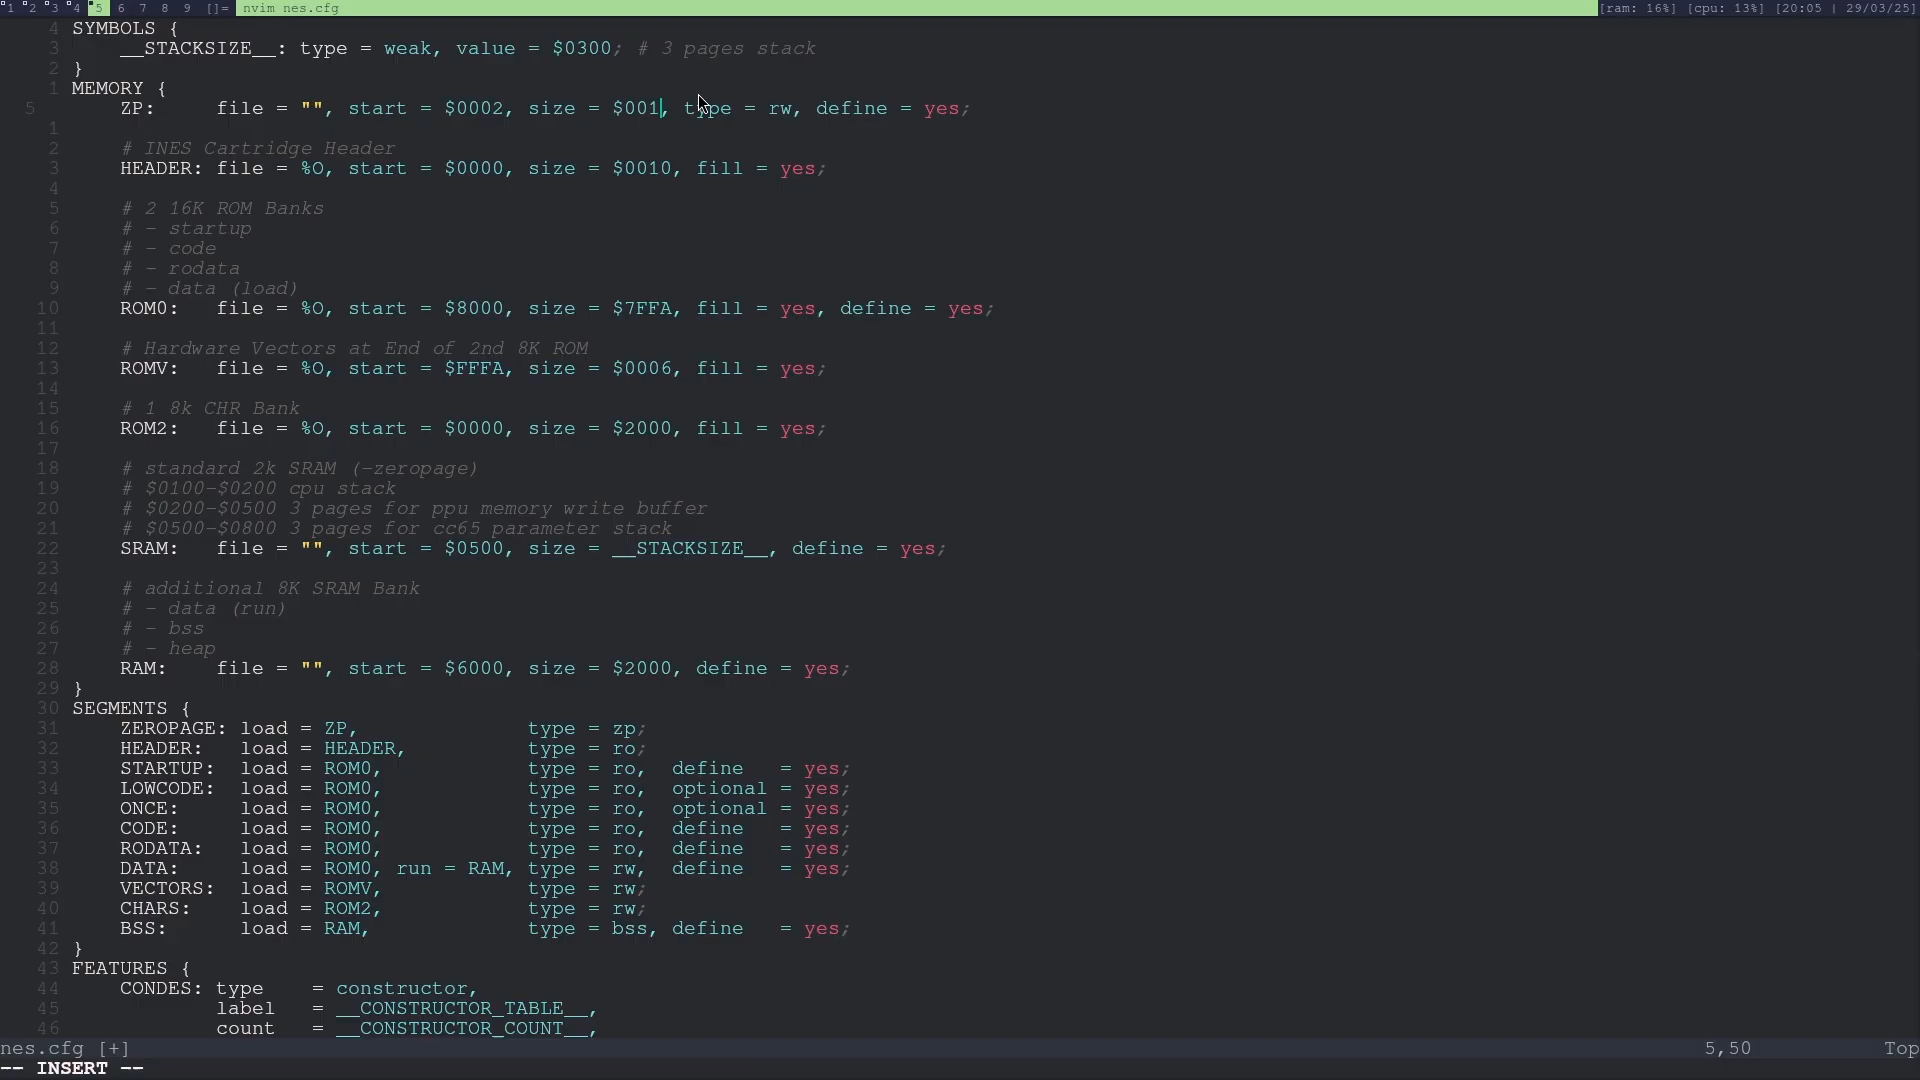 1 2 3 4 5 6 7 8 9 []= nvim nes.cfg [ram: 16%] [cpu: 13%] [20:05 | 29/03/25]
4 SYMBOLS {
3     __STACKSIZE__: type = weak, value = $0300; # 3 pages stack
2 }
1 MEMORY {
5     ZP:     file = "", start = $0002, size = $001, type = rw, define = yes;
1
2     # INES Cartridge Header
3     HEADER: file = %O, start = $0000, size = $0010, fill = yes;
4
5     # 2 16K ROM Banks
6     # - startup
7     # - code
8     # - rodata
9     # - data (load)
10     ROM0:   file = %O, start = $8000, size = $7FFA, fill = yes, define = yes;
11
12     # Hardware Vectors at End of 2nd 8K ROM
13     ROMV:   file = %O, start = $FFFA, size = $0006, fill = yes;
14
15     # 1 8k CHR Bank
16     ROM2:   file = %O, start = $0000, size = $2000, fill = yes;
17
18     # standard 2k SRAM (-zeropage)
19     # $0100-$0200 cpu stack
20     # $0200-$0500 3 pages for ppu memory write buffer
21     # $0500-$0800 3 pages for cc65 parameter stack
22     SRAM:   file = "", start = $0500, size = __STACKSIZE__, define = yes;
23
24     # additional 8K SRAM Bank
25     # - data (run)
26     # - bss
27     # - heap
28     RAM:    file = "", start = $6000, size = $2000, define = yes;
29 }
30 SEGMENTS {
31     ZEROPAGE: load = ZP,              type = zp;
32     HEADER:   load = HEADER,          type = ro;
33     STARTUP:  load = ROM0,            type = ro,  define   = yes;
34     LOWCODE:  load = ROM0,            type = ro,  optional = yes;
35     ONCE:     load = ROM0,            type = ro,  optional = yes;
36     CODE:     load = ROM0,            type = ro,  define   = yes;
37     RODATA:   load = ROM0,            type = ro,  define   = yes;
38     DATA:     load = ROM0, run = RAM, type = rw,  define   = yes;
39     VECTORS:  load = ROMV,            type = rw;
40     CHARS:    load = ROM2,            type = rw;
41     BSS:      load = RAM,             type = bss, define   = yes;
42 }
43 FEATURES {
44     CONDES: type    = constructor,
45             label   = __CONSTRUCTOR_TABLE__,
46             count   = __CONSTRUCTOR_COUNT__,
nes.cfg [+] 5,50 Top
-- INSERT --